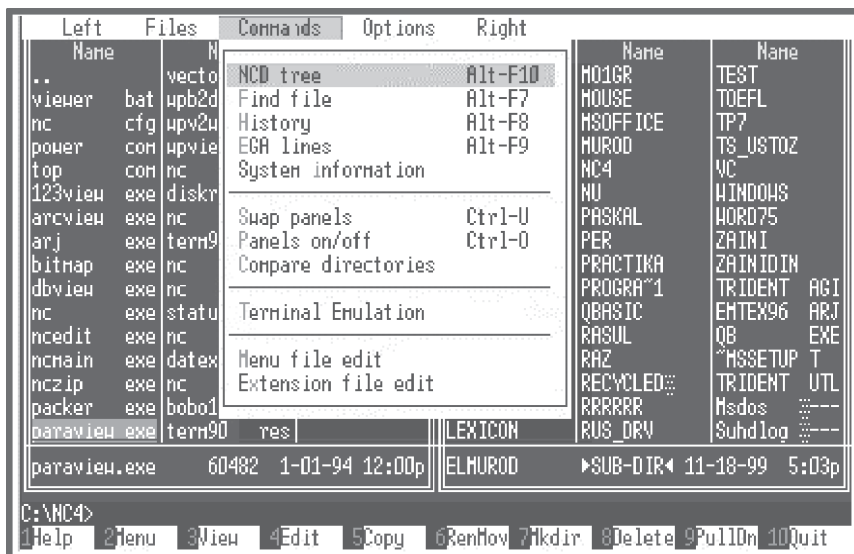 Left Files Commands Options Right
Name N Name Name
.. vecto NCD tree Alt-F10 MO1GR TEST
viewer bat wpb2d Find file Alt-F7 MOUSE TOEFL
nc cfg wpv2w History Alt-F8 MSOFFICE TP7
power com wpvie EGA lines Alt-F9 MUROD TS_USTOZ
top com nc System information NC4 VC
123view exe diskr NU WINDOWS
arcview exe nc Swap panels Ctrl-U PASKAL WORD75
arj exe term9 Panels on/off Ctrl-O PER ZAINI
bitmap exe nc Compare directories PRACTIKA ZAINIDIN
dbview exe nc PROGRA~1 TRIDENT AGI
nc exe statu Terminal Emulation QBASIC EMTEX96 ARJ
ncedit exe nc RASUL QB EXE
ncmain exe datex Menu file edit RAZ ~MSSETUP T
nczip exe nc Extension file edit RECYCLED TRIDENT UTL
packer exe bobo1 RRRRRR Msdos ---
paraview exe term90 res LEXICON RUS_DRV Suhdlog ---
paraview.exe 60482 1-01-94 12:00p ELMUROD ►SUB-DIR◄ 11-18-99 5:03p
C:\NC4>
1Help 2Menu 3View 4Edit 5Copy 6RenMov 7Mkdir 8Delete 9PullDn 10Quit